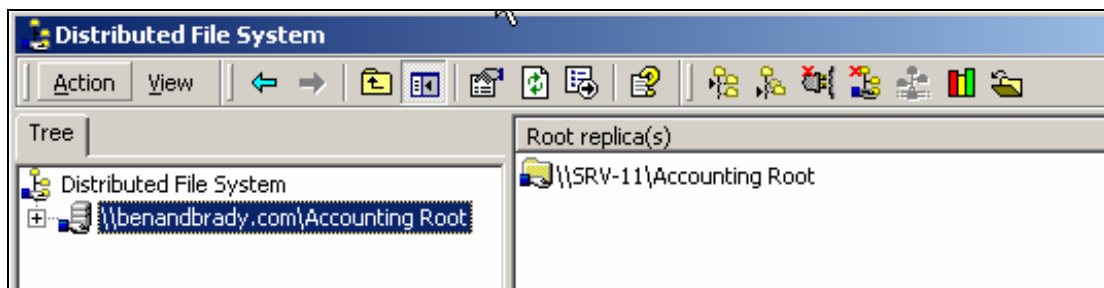 Distributed File System
Action View
Tree
Root replica(s)
Distributed File System
\\SRV-11\Accounting Root
\\benandbrady.com\Accounting Root